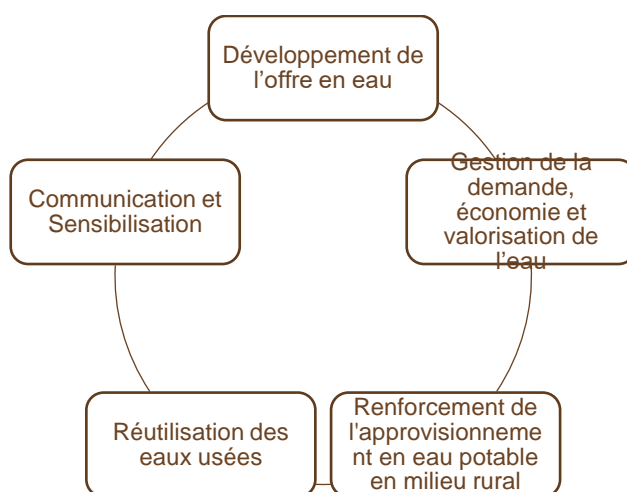 Développement de
l’offre en eau
Gestion de la
demande,
économie et
valorisation de
l’eau
Renforcement de
l'approvisionneme
nt en eau potable
en milieu rural
Réutilisation des
eaux usées
Communication et
Sensibilisation